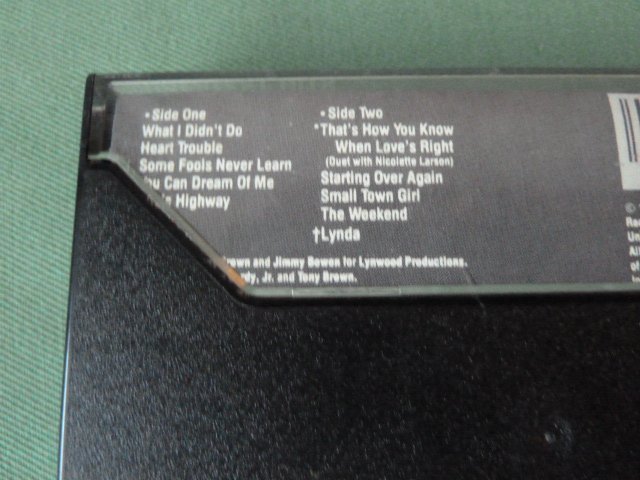 •Side One
What I Didn't Do
Heart Trouble
Some Fools Never Learn
Can Dream Of Me
Highway
•Side Two
*That's How You Know
When Love's Right
(Duet with Nicolette Larson)
Starting Over Again
Small Town Girl
The Weekend
†Lynda
and Jimmy Bowen for Lynwood Productions.
Jr. and Tony Brown.
©